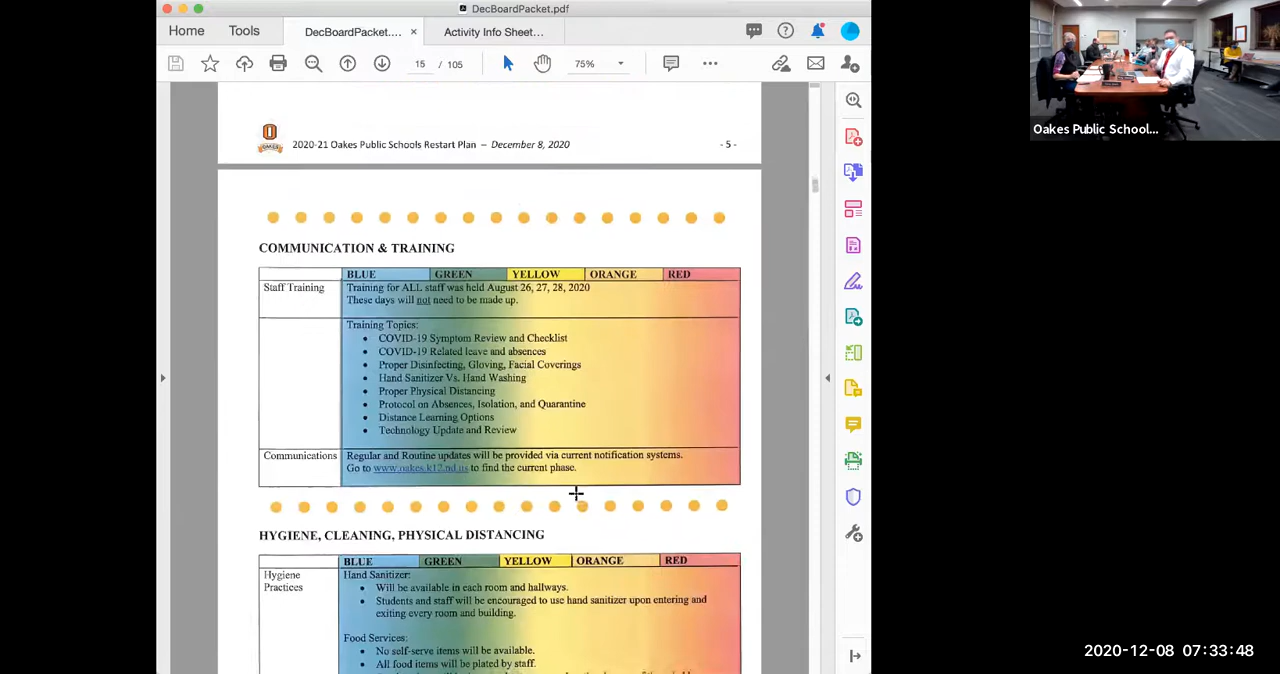 DecBoardPacket.pdf
Home
Tools
DecBoardPacket....
×
Activity Info Sheet...
15
/ 105
75%
2020-21 Oakes Public Schools Restart Plan – December 8, 2020
- 5 -
COMMUNICATION & TRAINING
BLUE
GREEN
YELLOW
ORANGE
RED
Staff Training
Training for ALL staff was held August 26, 27, 28, 2020
These days will not need to be made up.
Training Topics:
• COVID-19 Symptom Review and Checklist
• COVID-19 Related leave and absences
• Proper Disinfecting, Gloving, Facial Coverings
• Hand Sanitizer Vs. Hand Washing
• Proper Physical Distancing
• Protocol on Absences, Isolation, and Quarantine
• Distance Learning Options
• Technology Update and Review
Communications
Regular and Routine updates will be provided via current notification systems.
Go to www.oakes.k12.nd.us to find the current phase.
HYGIENE, CLEANING, PHYSICAL DISTANCING
BLUE
GREEN
YELLOW
ORANGE
RED
Hygiene
Practices
Hand Sanitizer:
• Will be available in each room and hallways.
• Students and staff will be encouraged to use hand sanitizer upon entering and
exiting every room and building.
Food Services:
• No self-serve items will be available.
• All food items will be plated by staff.
Oakes Public School...
2020-12-08 07:33:48